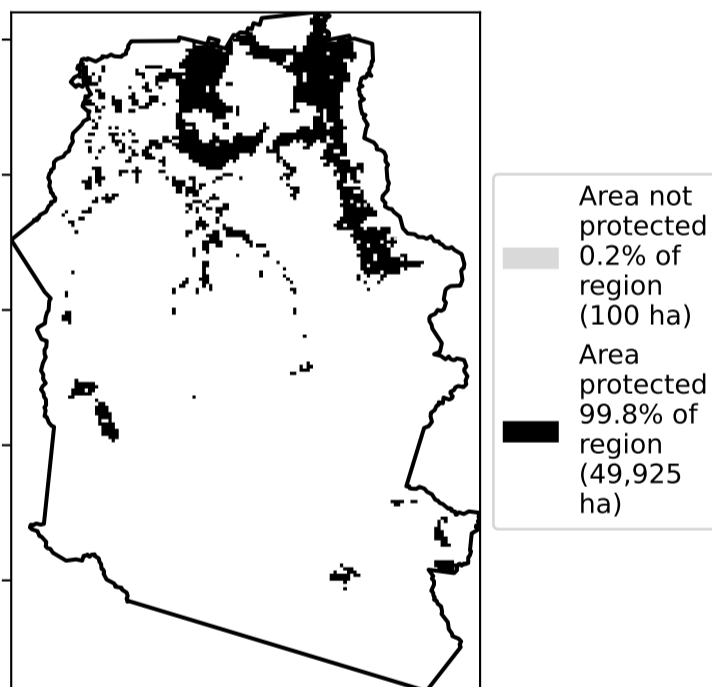 Area not
protected
0.2% of
region
(100 ha)
Area
protected
99.8% of
region
(49,925
ha)